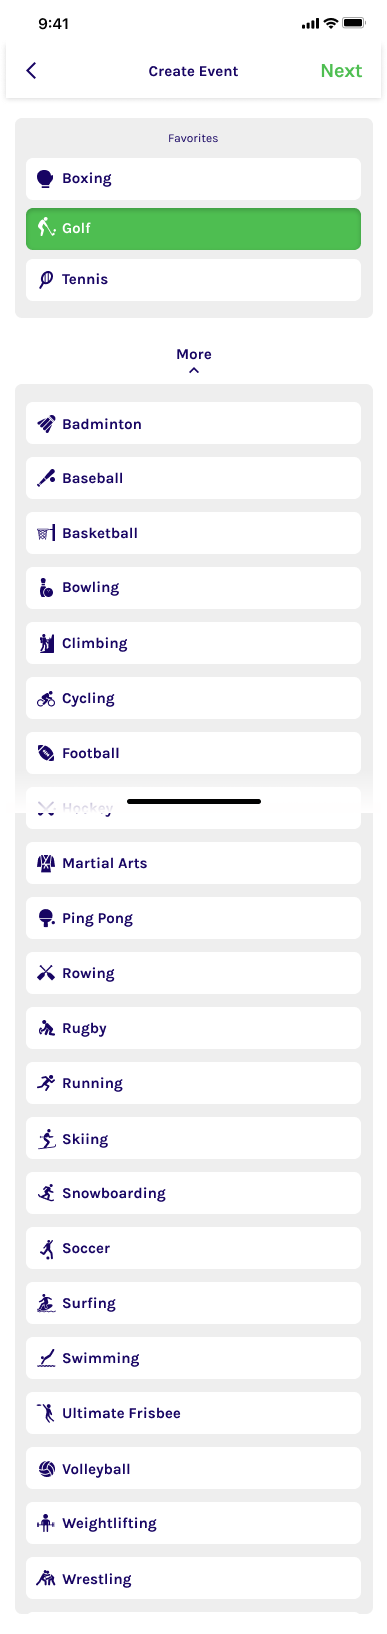 9:41
Create Event
Next
Favorites
Boxing
Golf
Tennis
More
Badminton
Baseball
Basketball
Bowling
Climbing
Cycling
Football
Hockey
Martial Arts
Ping Pong
Rowing
Rugby
Running
Skiing
Snowboarding
Soccer
Surfing
Swimming
Ultimate Frisbee
Volleyball
Weightlifting
Wrestling